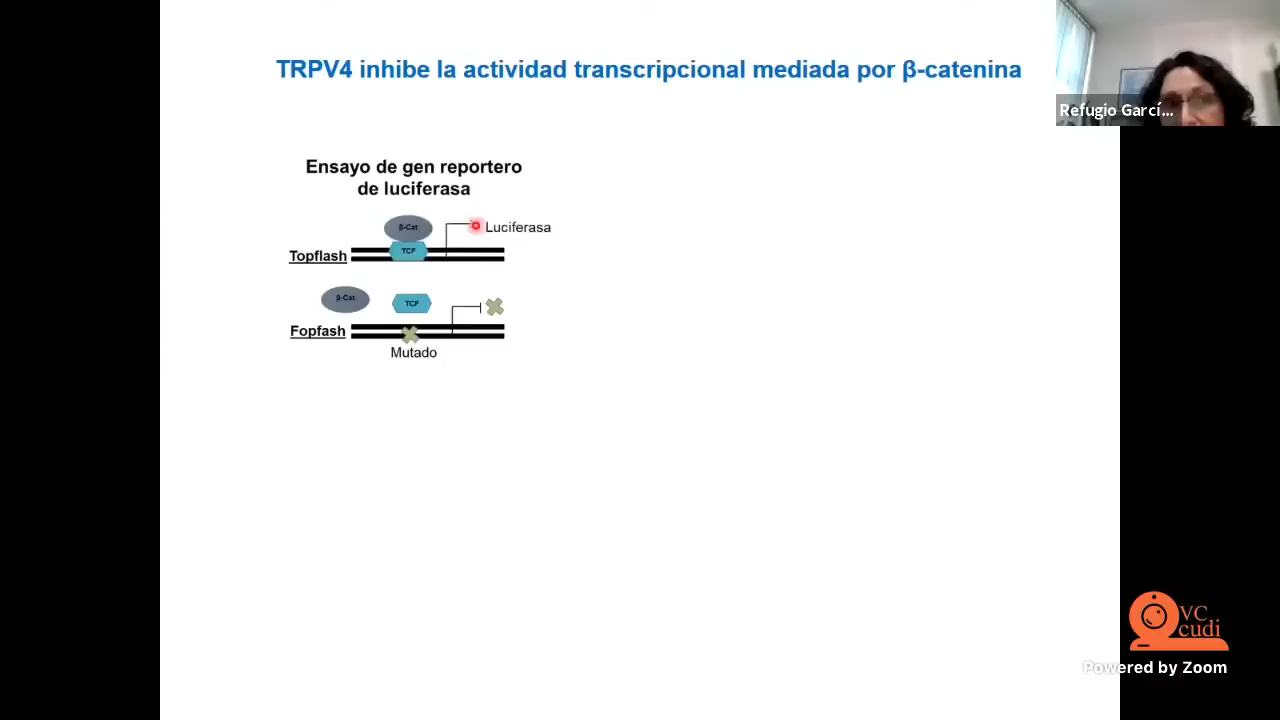 TRPV4 inhibe la actividad transcripcional mediada por β-catenina
Refugio Garcí...
Ensayo de gen reportero
de luciferasa
β-Cat
Luciferasa
TCF
Topflash
β-Cat
TCF
Fopfash
Mutado
VC
cudi
Powered by Zoom